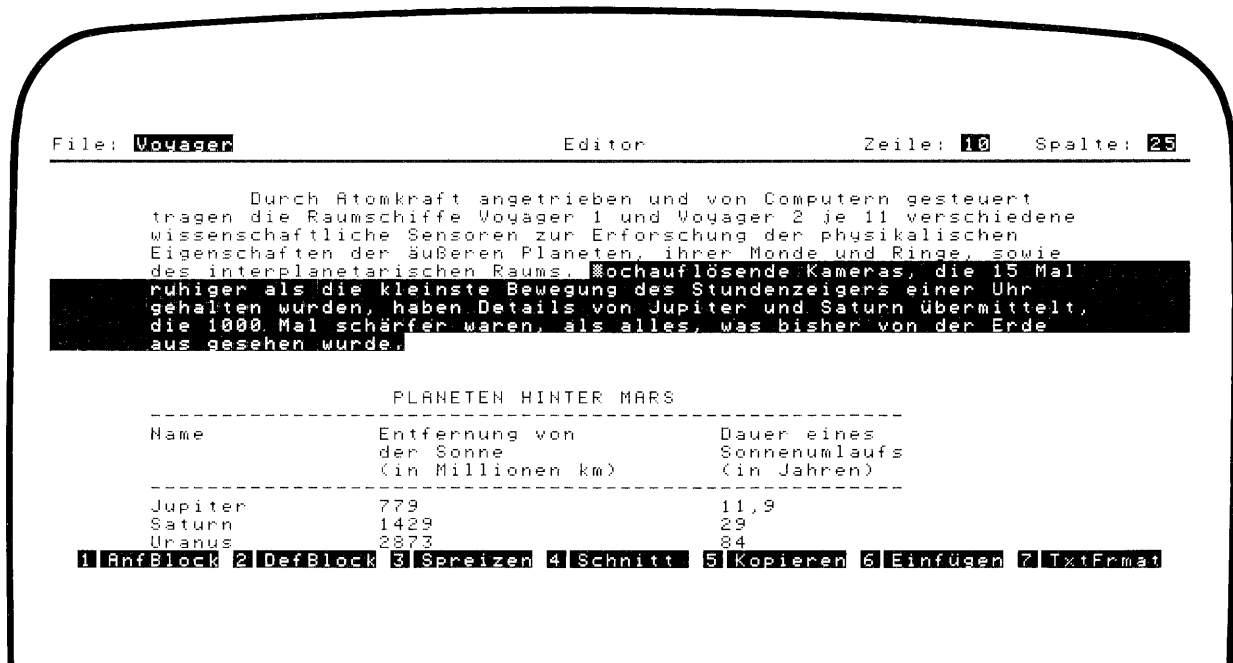 File: Voyager Editor Zeile: 10 Spalte: 25
Durch Atomkraft angetrieben und von Computern gesteuert
tragen die Raumschiffe Voyager 1 und Voyager 2 je 11 verschiedene
wissenschaftliche Sensoren zur Erforschung der physikalischen
Eigenschaften der äußeren Planeten, ihrer Monde und Ringe, sowie
des interplanetarischen Raums. ※ochauflösende Kameras, die 15 Mal
ruhiger als die kleinste Bewegung des Stundenzeigers einer Uhr
gehalten wurden, haben Details von Jupiter und Saturn übermittelt,
die 1000 Mal schärfer waren, als alles, was bisher von der Erde
aus gesehen wurde.
PLANETEN HINTER MARS
----------------------------------------------------
Name Entfernung von Dauer eines
der Sonne Sonnenumlaufs
(in Millionen km) (in Jahren)
----------------------------------------------------
Jupiter 779 11,9
Saturn 1429 29
Uranus 2873 84
1 AnfBlock 2 DefBlock 3 Spreizen 4 Schnitt 5 Kopieren 6 Einfügen 7 TxtFrmat